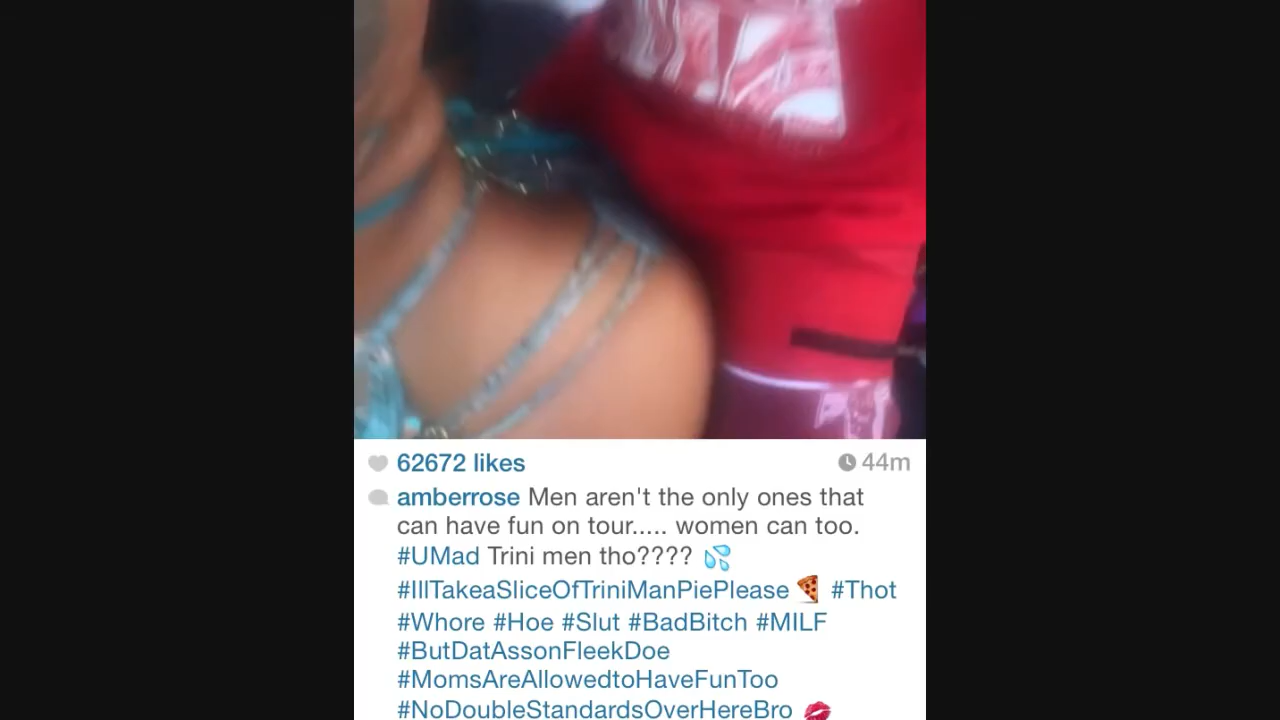 62672 likes 44m
amberrose Men aren't the only ones that
can have fun on tour..... women can too.
#UMad Trini men tho???? 💦
#IllTakeaSliceOfTriniManPiePlease 🍕 #Thot
#Whore #Hoe #Slut #BadBitch #MILF
#ButDatAssonFleekDoe
#MomsAreAllowedtoHaveFunToo
#NoDoubleStandardsOverHereBro 💋